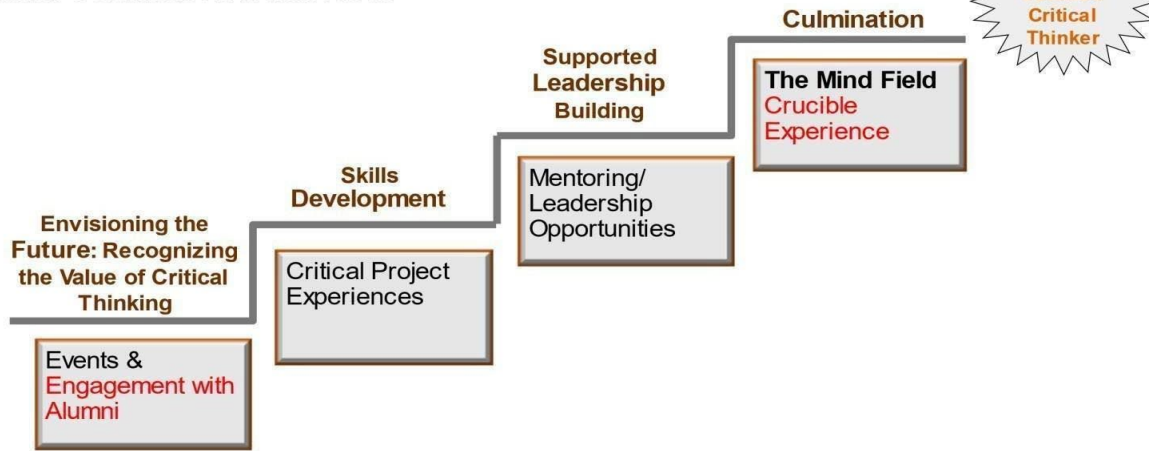 Culmination
Critical
Thinker
Supported
Leadership
Building
The Mind Field
Crucible
Experience
Skills
Development
Mentoring/
Leadership
Opportunities
Envisioning the
Future: Recognizing
the Value of Critical
Thinking
Critical Project
Experiences
Events &
Engagement with
Alumni